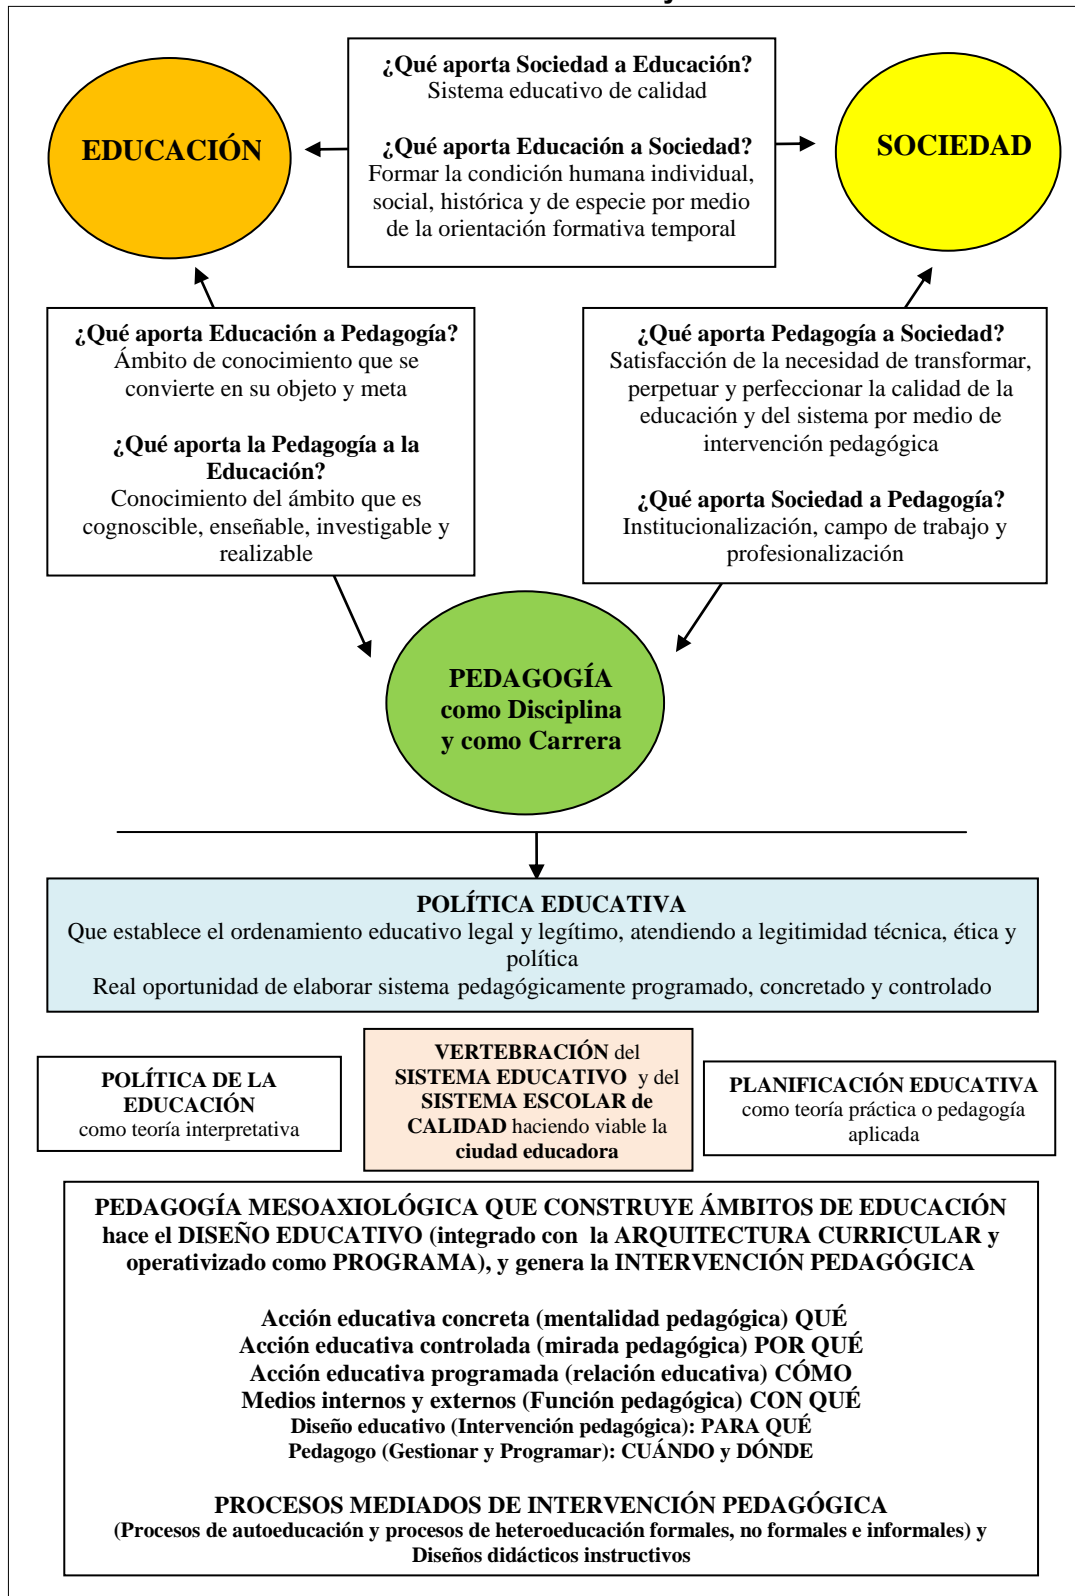 ¿Qué aporta Sociedad a Educación?
Sistema educativo de calidad
¿Qué aporta Educación a Sociedad?
Formar la condición humana individual,
social, histórica y de especie por medio
de la orientación formativa temporal
EDUCACIÓN
SOCIEDAD
¿Qué aporta Educación a Pedagogía?
Ámbito de conocimiento que se
convierte en su objeto y meta
¿Qué aporta la Pedagogía a la
Educación?
Conocimiento del ámbito que es
cognoscible, enseñable, investigable y
realizable
¿Qué aporta Pedagogía a Sociedad?
Satisfacción de la necesidad de transformar,
perpetuar y perfeccionar la calidad de la
educación y del sistema por medio de
intervención pedagógica
¿Qué aporta Sociedad a Pedagogía?
Institucionalización, campo de trabajo y
profesionalización
PEDAGOGÍA
como Disciplina
y como Carrera
POLÍTICA EDUCATIVA
Que establece el ordenamiento educativo legal y legítimo, atendiendo a legitimidad técnica, ética y
política
Real oportunidad de elaborar sistema pedagógicamente programado, concretado y controlado
POLÍTICA DE LA
EDUCACIÓN
como teoría interpretativa
VERTEBRACIÓN del
SISTEMA EDUCATIVO y del
SISTEMA ESCOLAR de
CALIDAD haciendo viable la
ciudad educadora
PLANIFICACIÓN EDUCATIVA
como teoría práctica o pedagogía
aplicada
PEDAGOGÍA MESOAXIOLÓGICA QUE CONSTRUYE ÁMBITOS DE EDUCACIÓN
hace el DISEÑO EDUCATIVO (integrado con la ARQUITECTURA CURRICULAR y
operativizado como PROGRAMA), y genera la INTERVENCIÓN PEDAGÓGICA
Acción educativa concreta (mentalidad pedagógica) QUÉ
Acción educativa controlada (mirada pedagógica) POR QUÉ
Acción educativa programada (relación educativa) CÓMO
Medios internos y externos (Función pedagógica) CON QUÉ
Diseño educativo (Intervención pedagógica): PARA QUÉ
Pedagogo (Gestionar y Programar): CUÁNDO y DÓNDE
PROCESOS MEDIADOS DE INTERVENCIÓN PEDAGÓGICA
(Procesos de autoeducación y procesos de heteroeducación formales, no formales e informales) y
Diseños didácticos instructivos